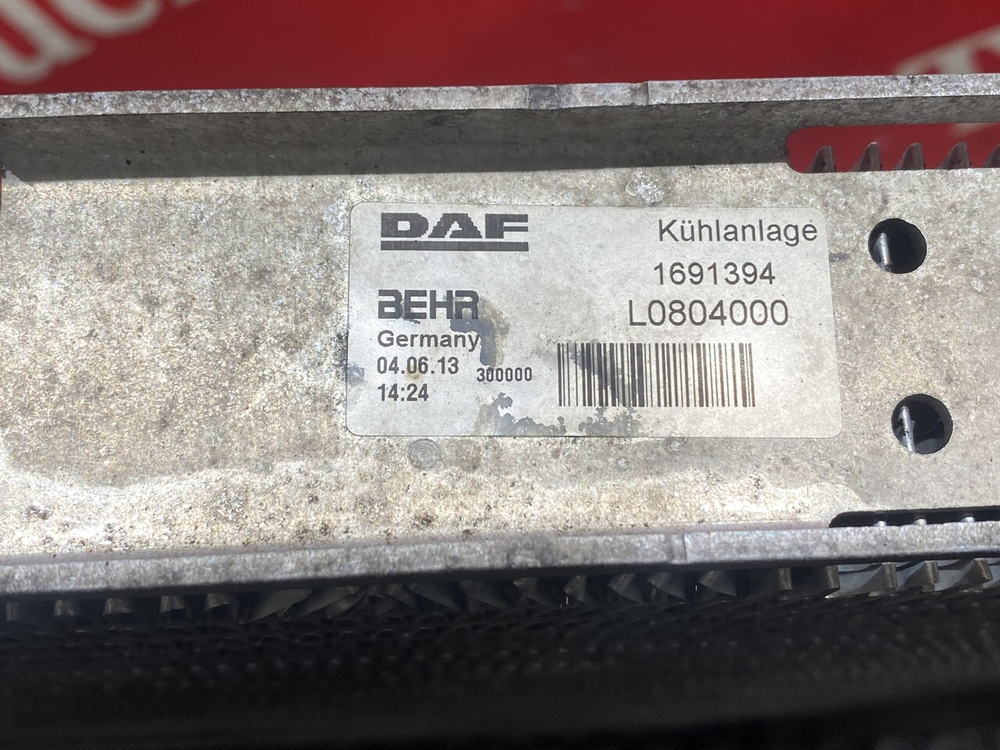 DAF
Kühlanlage
1691394
BEHR
L0804000
Germany
04.06.13
300000
14:24